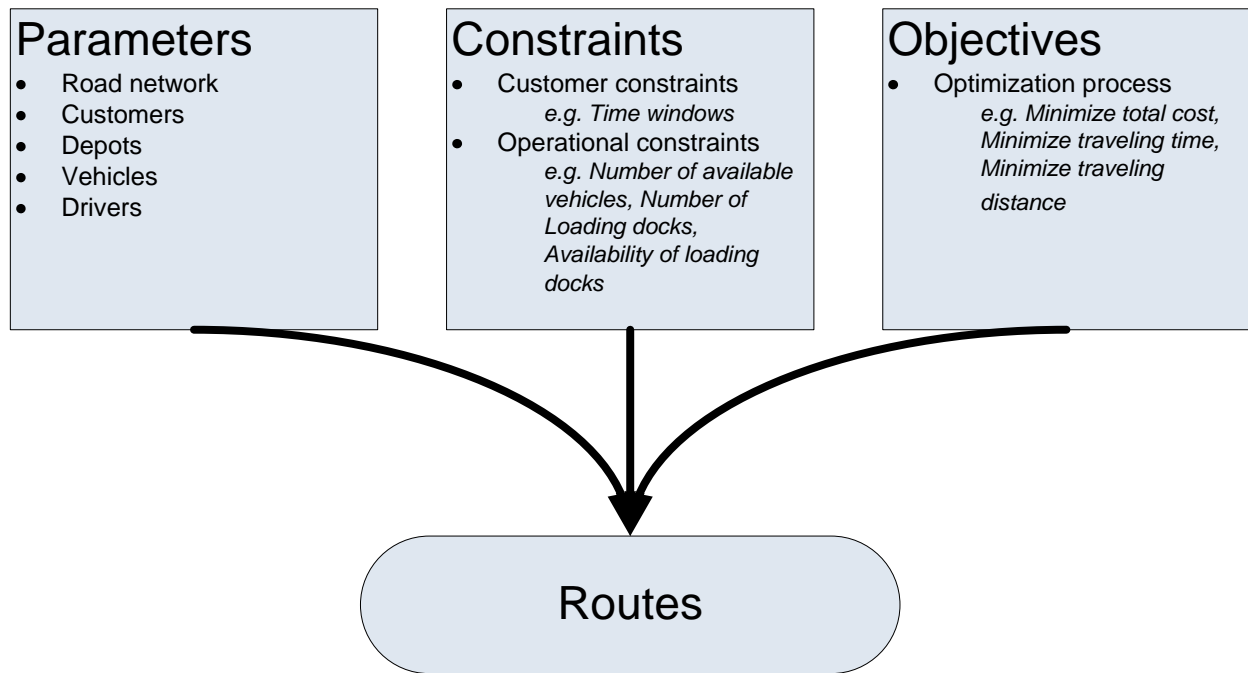 Parameters
• Road network
• Customers
• Depots
• Vehicles
• Drivers
Constraints
• Customer constraints
e.g. Time windows
• Operational constraints
e.g. Number of available
vehicles, Number of
Loading docks,
Availability of loading
docks
Objectives
• Optimization process
e.g. Minimize total cost,
Minimize traveling time,
Minimize traveling
distance
Routes